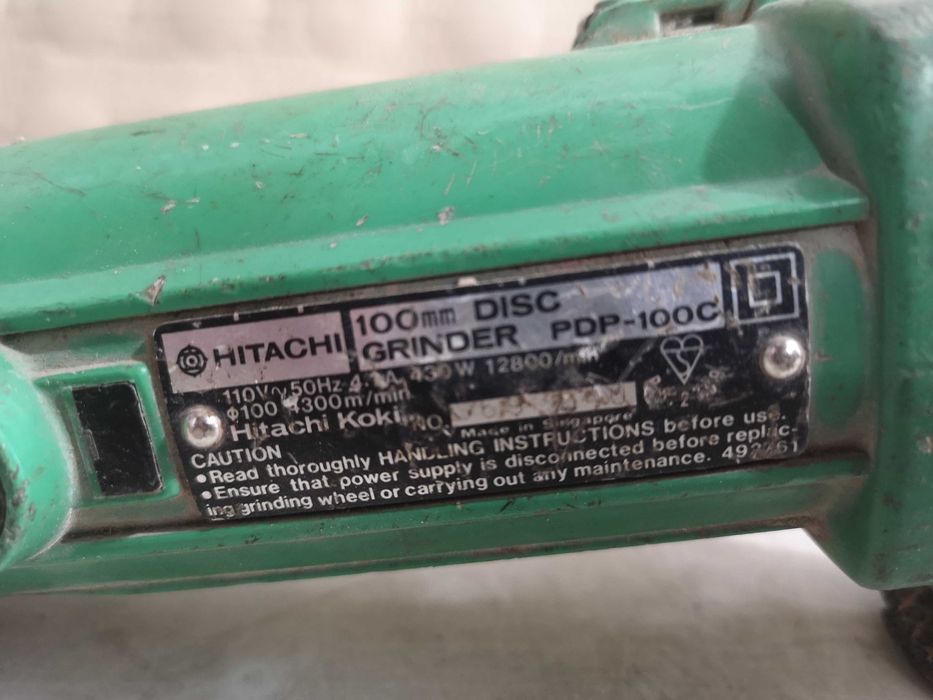 HITACHI
100mm DISC
GRINDER PDP-100C
110V~50Hz 430W 12800/min
φ100 4300m/min
Hitachi Koki NO.
Made in Singapore
CAUTION
•Read thoroughly HANDLING INSTRUCTIONS before use.
•Ensure that power supply is disconnected before replac-
ing grinding wheel or carrying out any maintenance.